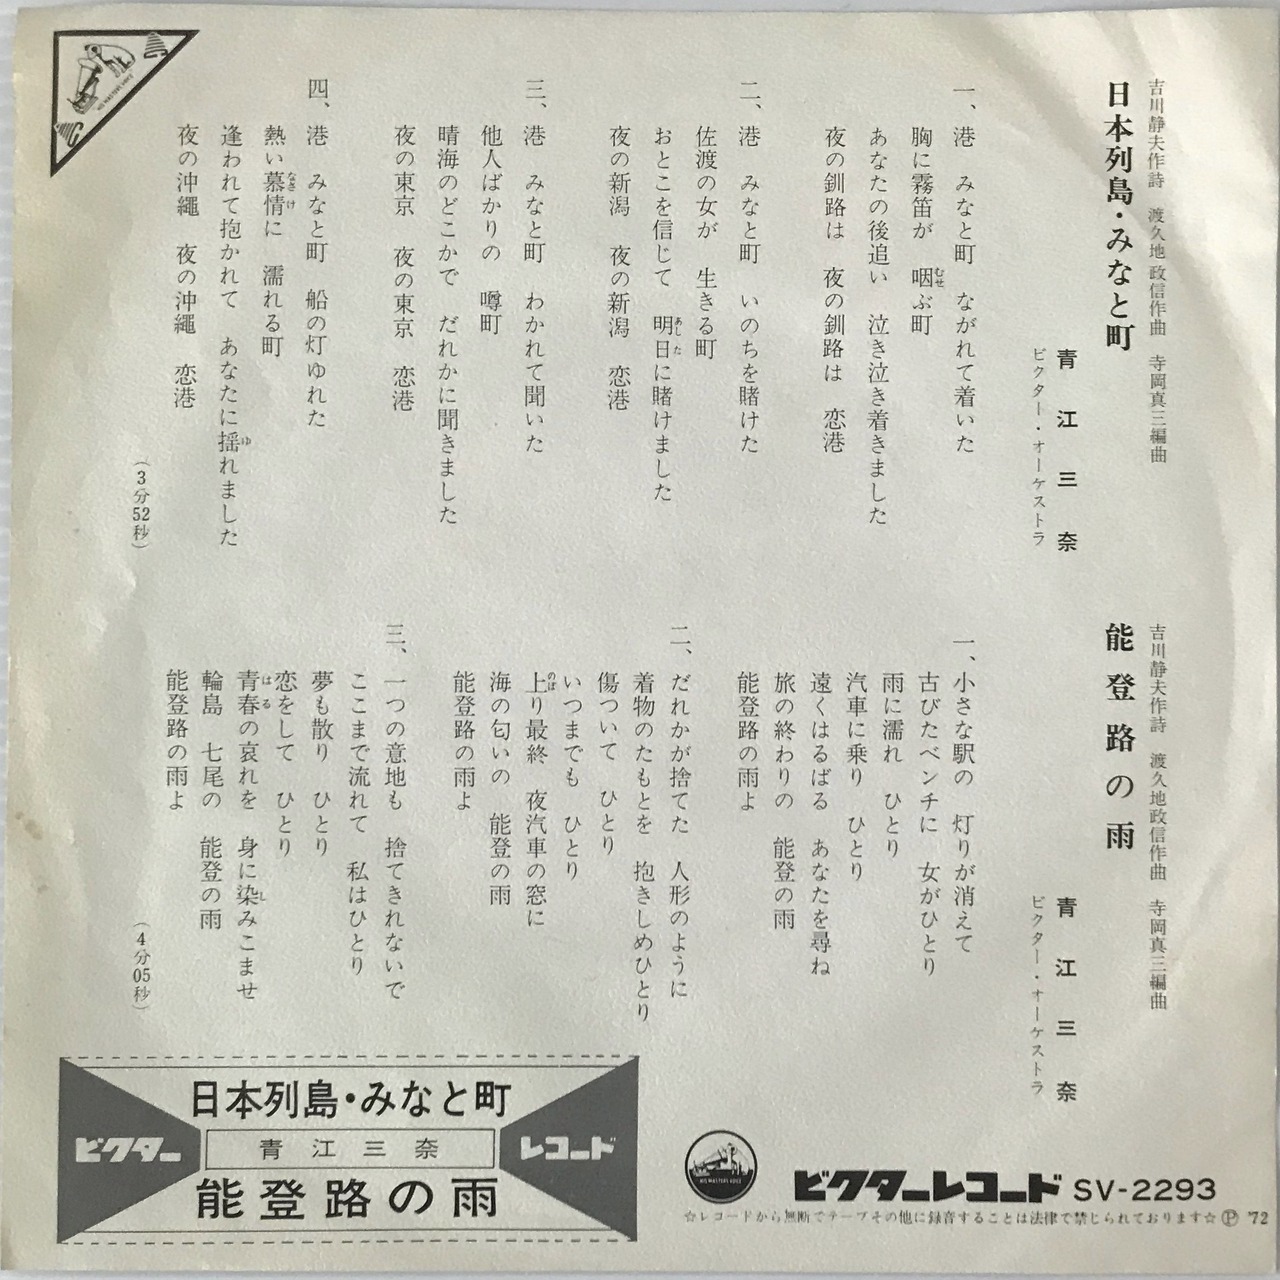 吉川静夫作詩 渡久地政信作曲 寺岡真三編曲
日本列島・みなと町
青江三奈
ビクター・オーケストラ
一、港 みなと町 ながれて着いた
胸に霧笛が 咽(むせ)ぶ町
あなたの後追い 泣き泣き着きました
夜の釧路は 夜の釧路は 恋港
二、港 みなと町 いのちを賭けた
佐渡の女が 生きる町
おとこを信じて 明日(あした)に賭けました
夜の新潟 夜の新潟 恋港
三、港 みなと町 わかれて聞いた
他人ばかりの 噂町
晴海のどこかで だれかに聞きました
夜の東京 夜の東京 恋港
四、港 みなと町 船の灯ゆれた
熱い慕情(なさけ)に 濡れる町
逢われて抱かれて あなたに揺(ゆ)れました
夜の沖縄 夜の沖縄 恋港
(3分52秒)
吉川静夫作詩 渡久地政信作曲 寺岡真三編曲
能登路の雨
青江三奈
ビクター・オーケストラ
一、小さな駅の 灯りが消えて
古びたベンチに 女がひとり
雨に濡れ ひとり
汽車に乗り ひとり
遠くはるばる あなたを尋ね
旅の終わりの 能登の雨
能登路の雨よ
二、だれかが捨てた 人形のように
着物のたもとを 抱きしめひとり
傷ついて ひとり
いつまでも ひとり
上(のぼ)り最終 夜汽車の窓に
海の匂いの 能登の雨
能登路の雨よ
三、一つの意地も 捨てきれないで
ここまで流れて 私はひとり
夢も散り ひとり
恋をして ひとり
青春(はる)の哀れを 身に染(し)みこませ
輪島 七尾の 能登の雨
能登路の雨よ
(4分05秒)
日本列島・みなと町
ビクター 青江三奈 レコード
能登路の雨
HIS MASTERS VOICE
ビクターレコード SV-2293
☆レコードから無断でテープその他に録音することは法律で禁じられております☆ Ⓟ '72